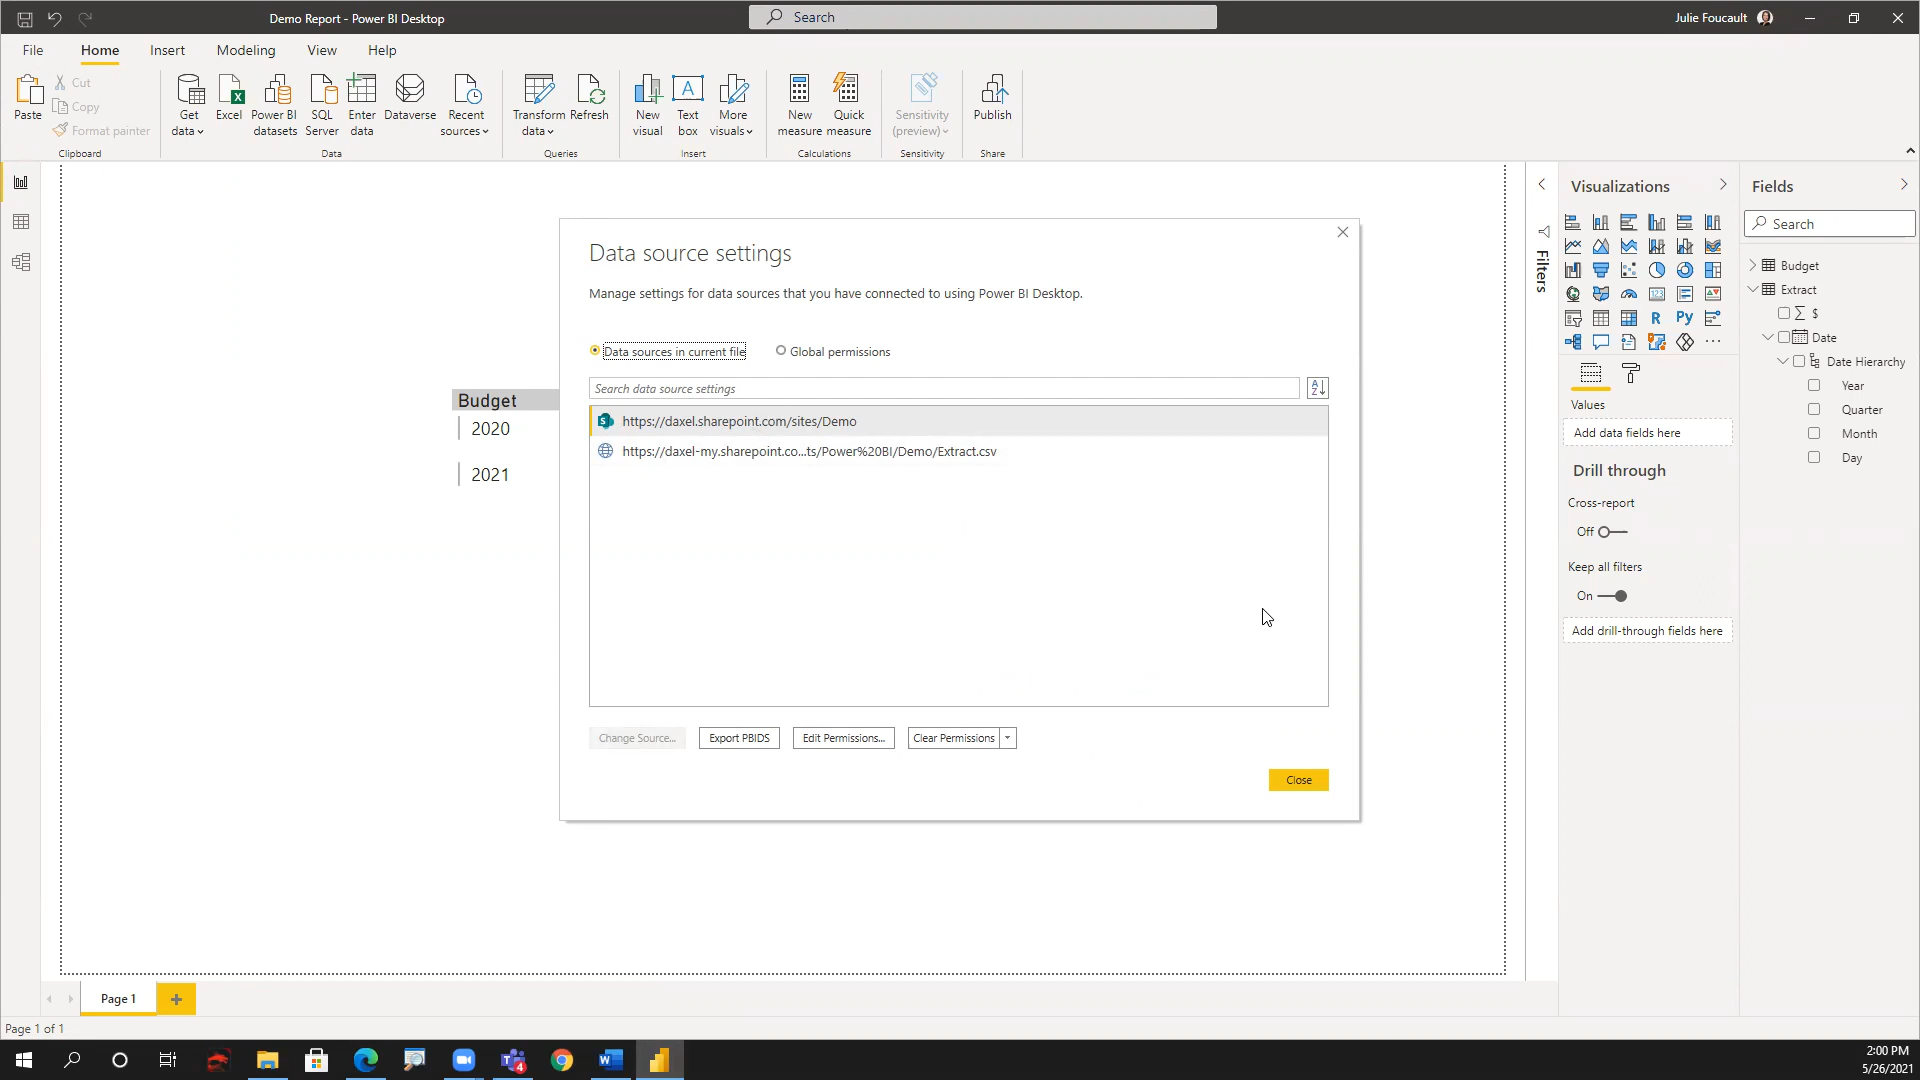 Demo Report - Power BI Desktop
Search
Julie Foucault
File
Home
Insert
Modeling
View
Help
Paste
Cut
Copy
Format painter
Clipboard
Get data
Excel
Power BI datasets
SQL Server
Enter data
Dataverse
Recent sources
Data
Transform data
Refresh
Queries
New visual
A
Text box
More visuals
Insert
New measure
Quick measure
Calculations
Sensitivity (preview)
Sensitivity
Publish
Share
Budget
2020
2021
Data source settings
Manage settings for data sources that you have connected to using Power BI Desktop.
Data sources in current file
Global permissions
Search data source settings
A
Z
S
https://daxel.sharepoint.com/sites/Demo
https://daxel-my.sharepoint.co...ts/Power%20BI/Demo/Extract.csv
Change Source...
Export PBIDS
Edit Permissions...
Clear Permissions
Close
Filters
Visualizations
123
R
Py
...
Values
Add data fields here
Drill through
Cross-report
Off
Keep all filters
On
Add drill-through fields here
Fields
Search
Budget
Extract
∑ $
Date
Date Hierarchy
Year
Quarter
Month
Day
Page 1
+
Page 1 of 1
4
2:00 PM
5/26/2021